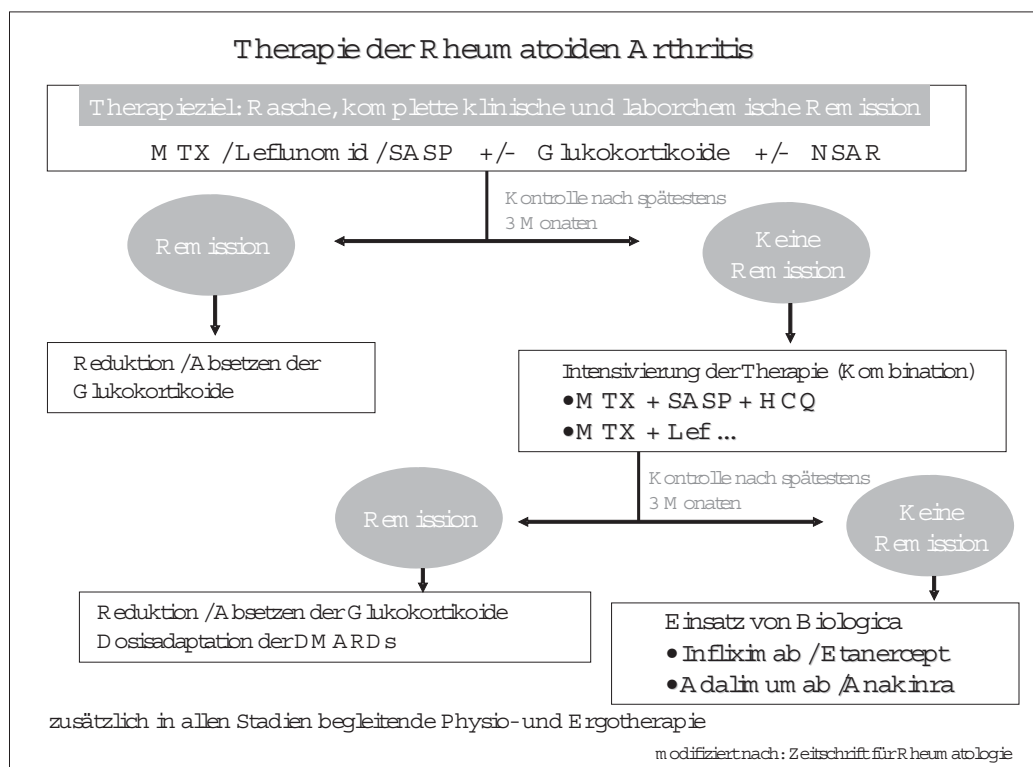 Therapie der Rheumatoiden Arthritis
Therapieziel: Rasche, komplette klinische und laborchemische Remission
MTX /Leflunomid /SASP +/- Glukokortikoide +/- NSAR
Kontrolle nach spätestens
3 Monaten
Remission
Keine
Remission
Reduktion /Absetzen der
Glukokortikoide
Intensivierung der Therapie (Kombination)
•MTX + SASP + HCQ
•MTX + Lef ...
Kontrolle nach spätestens
3 Monaten
Remission
Keine
Remission
Reduktion /Absetzen der Glukokortikoide
Dosisadaptation der DMARDs
Einsatz von Biologica
•Infliximab /Etanercept
•Adalimumab /Anakinra
zusätzlich in allen Stadien begleitende Physio- und Ergotherapie
modifiziert nach: Zeitschrift für Rheumatologie